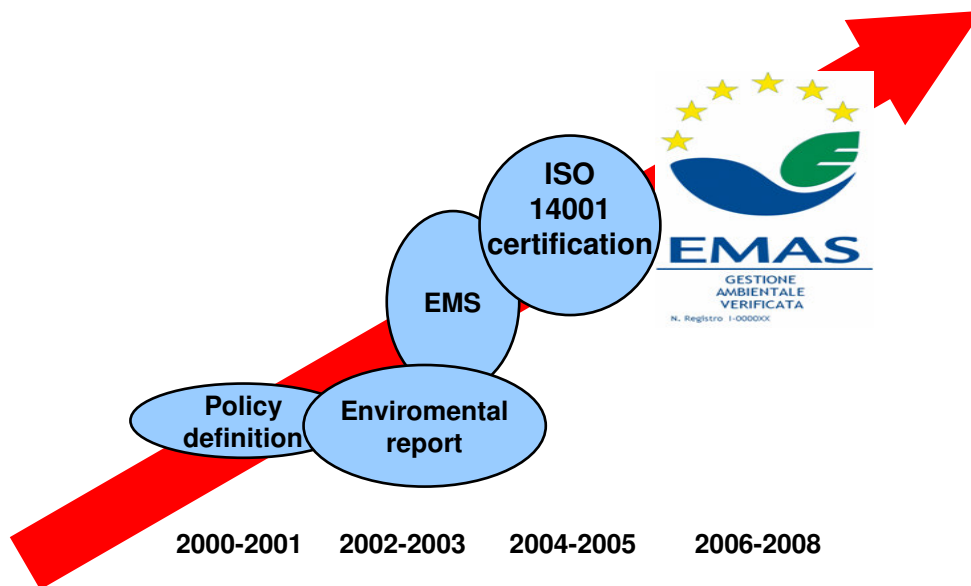 ISO
14001
certification
EMAS
GESTIONE
AMBIENTALE
VERIFICATA
N. Registro I-0000XX
EMS
Policy
definition
Enviromental
report
2000-2001 2002-2003 2004-2005 2006-2008